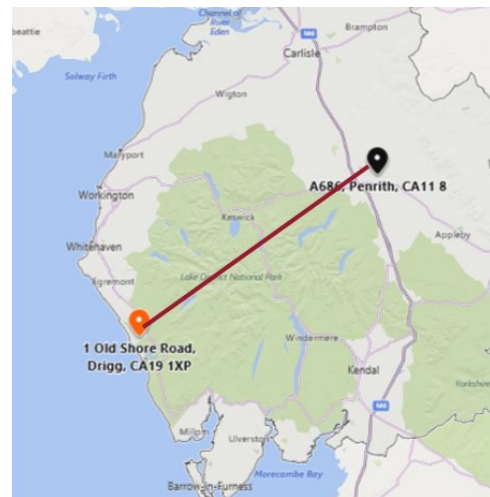 Channel of
River
Eden
beattie
Brampton
M6
Carlisle
Solway Firth
Wigton
Maryport
A686, Penrith, CA11 8
Workington
Keswick
Appleby
Whitehaven
Egremont
Lake District National Park
1 Old Shore Road,
Drigg, CA19 1XP
Windermere
Kendal
Yorkshire
M6
Millom
Ulverston
Morecambe Bay
Barrow-in-Furness